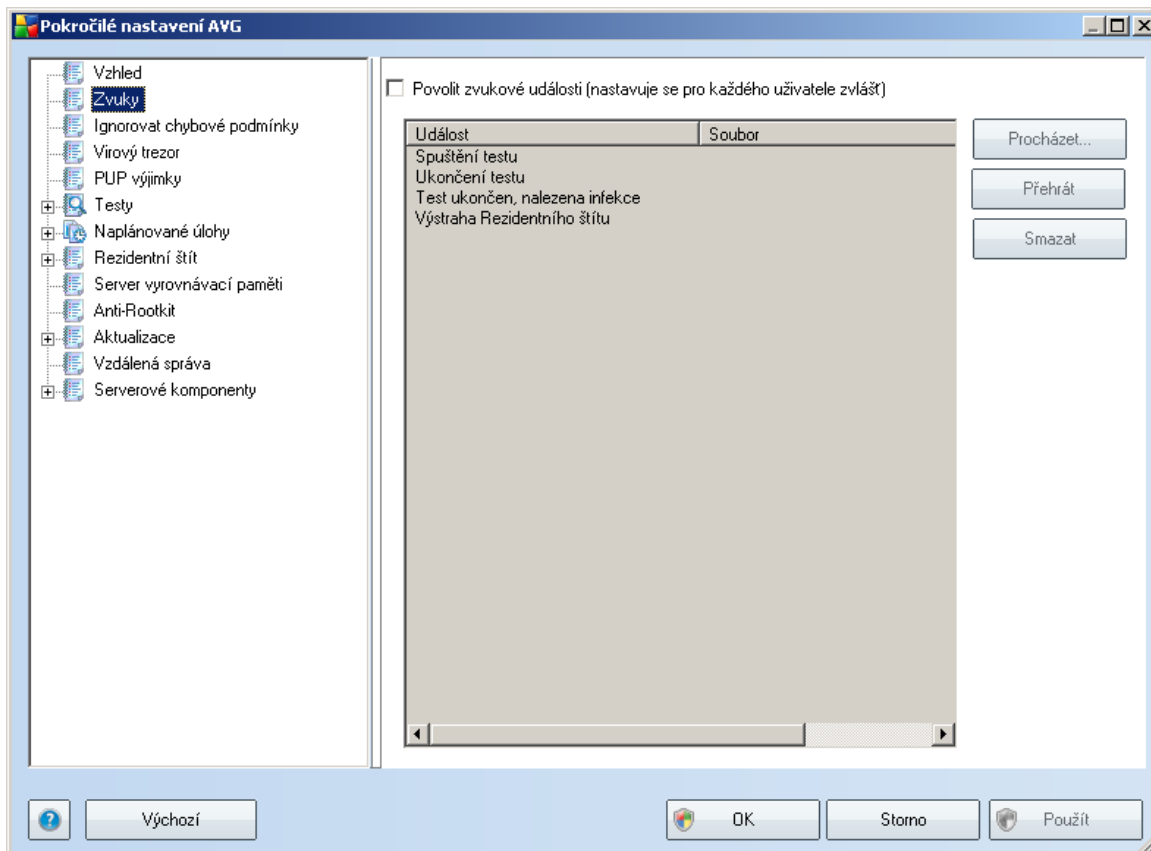 Pokročilé nastavení AVG
Vzhled
Zvuky
Ignorovat chybové podmínky
Virový trezor
PUP výjimky
Testy
Naplánované úlohy
Rezidentní štít
Server vyrovnávací paměti
Anti-Rootkit
Aktualizace
Vzdálená správa
Serverové komponenty
Povolit zvukové události (nastavuje se pro každého uživatele zvlášť)
Událost Soubor
Spuštění testu
Ukončení testu
Test ukončen, nalezena infekce
Výstraha Rezidentního štítu
Procházet...
Přehrát
Smazat
Výchozí
OK
Storno
Použít